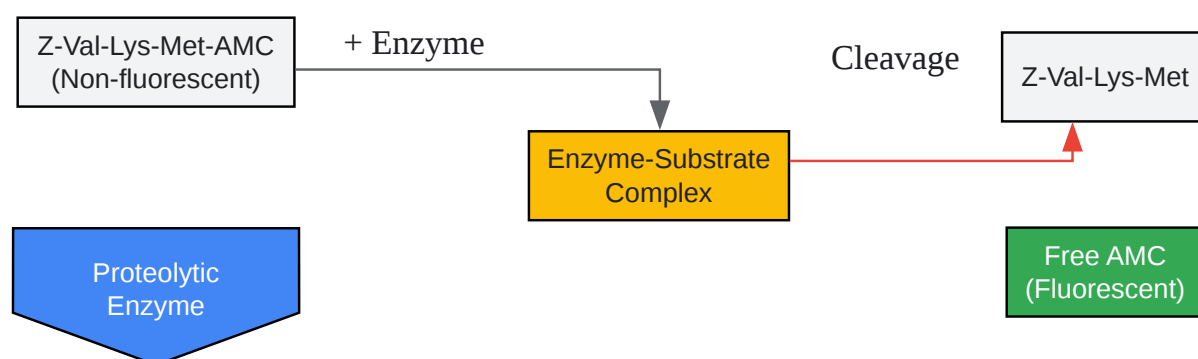 Z-Val-Lys-Met-AMC
(Non-fluorescent)
+ Enzyme
Cleavage
Z-Val-Lys-Met
Enzyme-Substrate
Complex
Proteolytic
Enzyme
Free AMC
(Fluorescent)